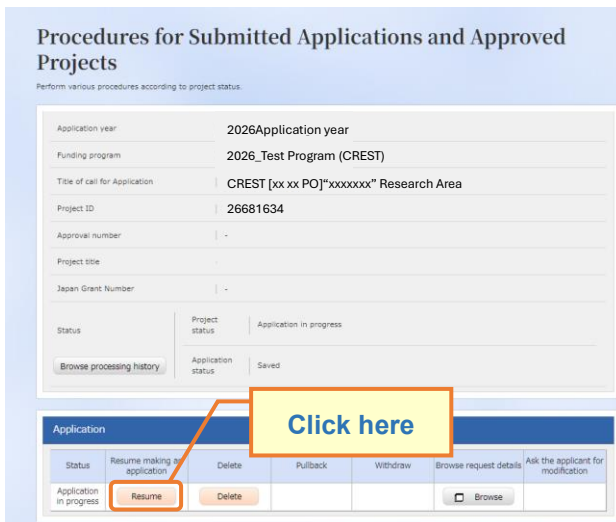 Procedures for Submitted Applications and Approved
Projects
Perform various procedures according to project status.
Application year
2026Application year
Funding program
2026_Test Program (CREST)
Title of call for Application
CREST [xx xx PO]“xxxxxxx” Research Area
Project ID
26681634
Approval number
-
Project title
Japan Grant Number
-
Status
Project
status
Application in progress
Browse processing history
Application
status
Saved
Click here
Application
Status
Resume making an
application
Delete
Pullback
Withdraw
Browse request details
Ask the applicant for
modification
Application
in progress
Resume
Delete
Browse